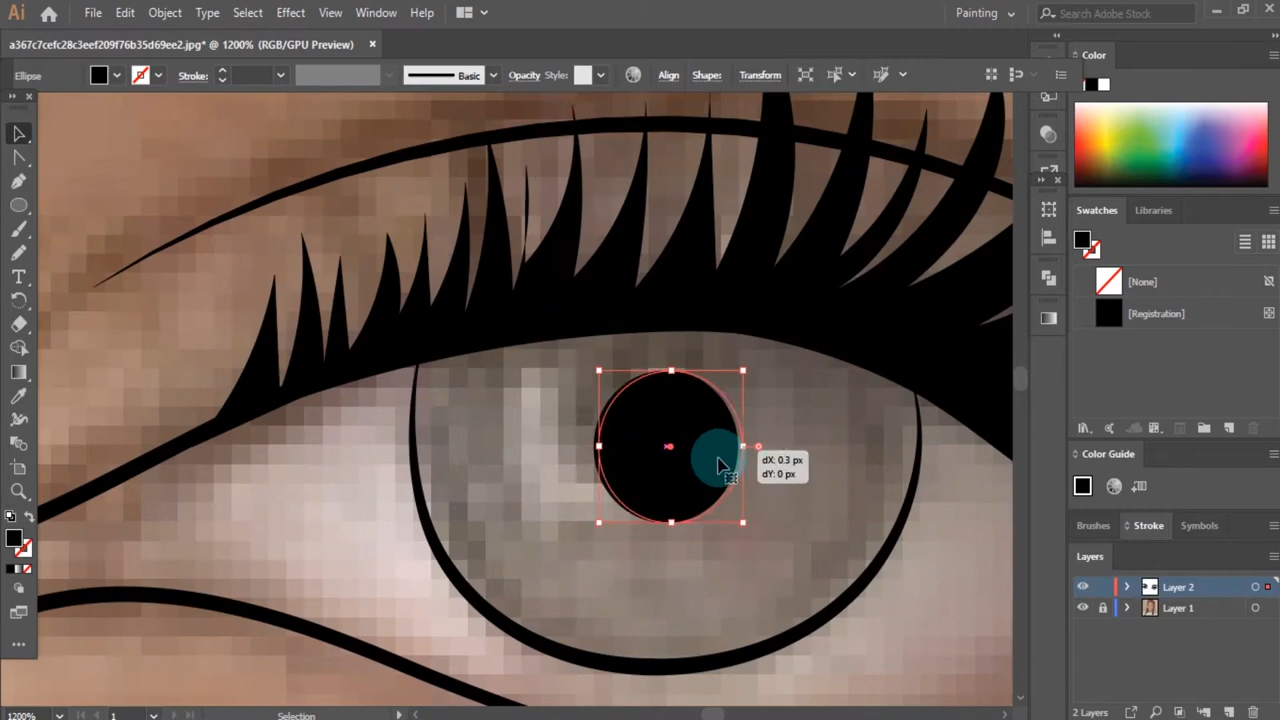 Ai File Edit Object Type Select Effect View Window Help Painting Search Adobe Stock
a367c7cefc28c3eef209f76b35d69ee2.jpg* @ 1200% (RGB/GPU Preview) ×
Ellipse Stroke: Basic Opacity Style: Align Shape: Transform
Color
Swatches Libraries
[None]
[Registration]
Color Guide
dX: 0.3 px
dY: 0 px
Brushes Stroke Symbols
Layers
Layer 2
Layer 1
1200% 1 Selection 2 Layers